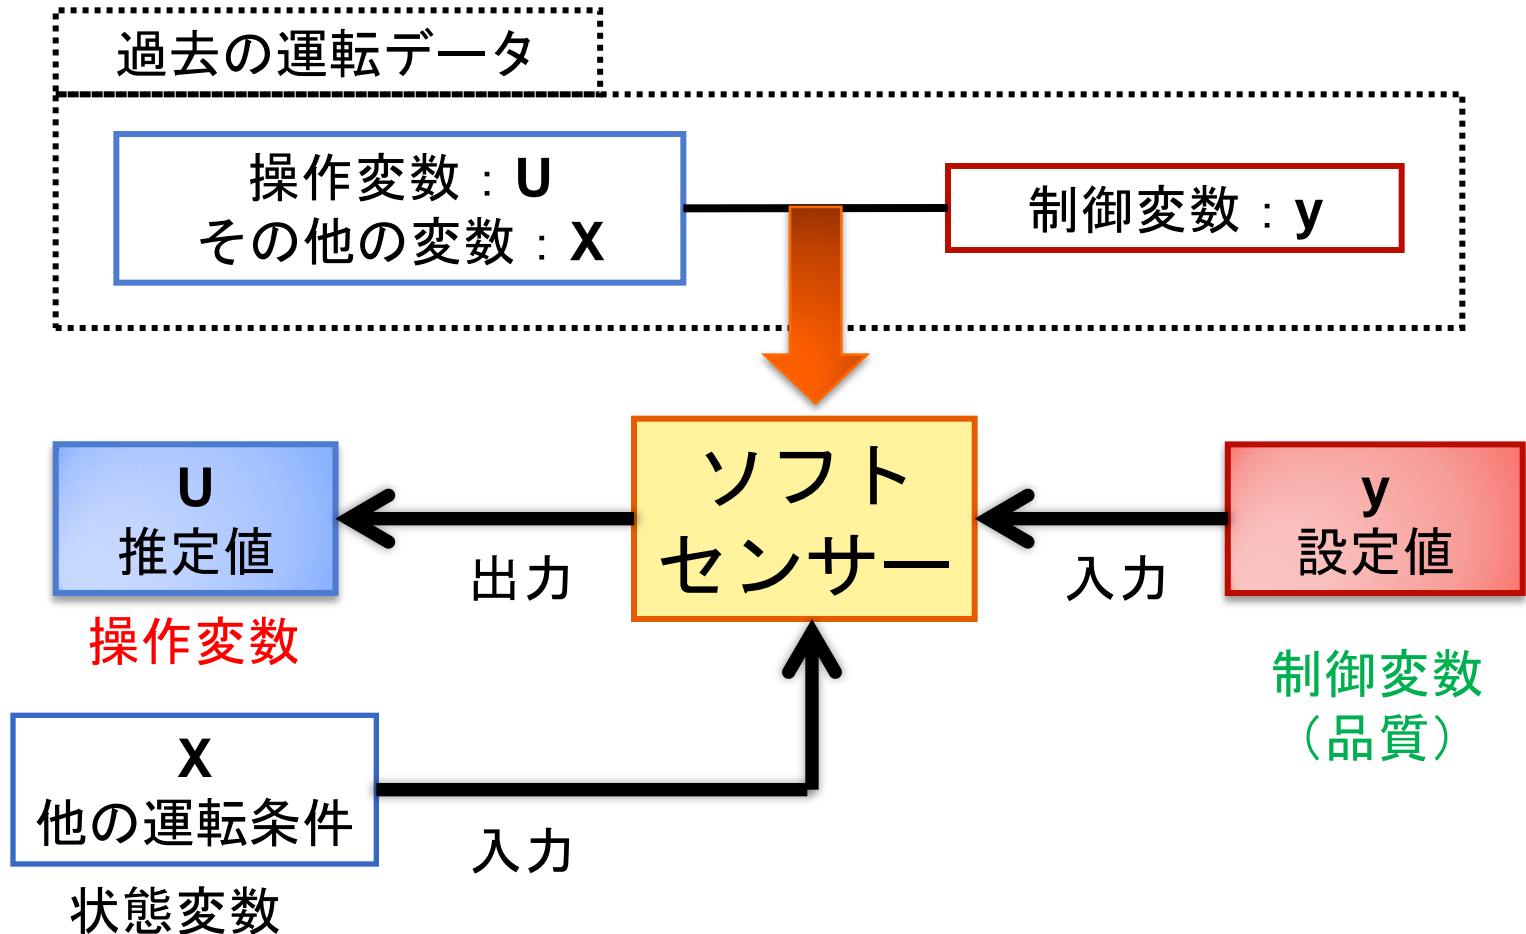 過去の運転データ
操作変数：U
その他の変数：X
制御変数：y
ソフト
センサー
U
推定値
出力
入力
y
設定値
操作変数
制御変数
（品質）
X
他の運転条件
入力
状態変数